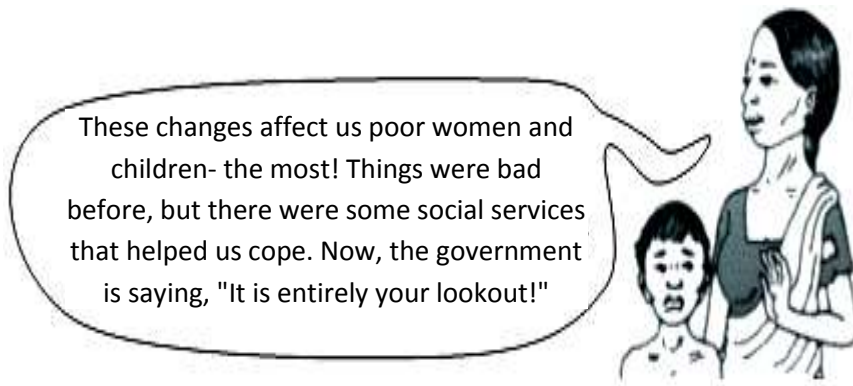 These changes affect us poor women and
children- the most! Things were bad
before, but there were some social services
that helped us cope. Now, the government
is saying, "It is entirely your lookout!"